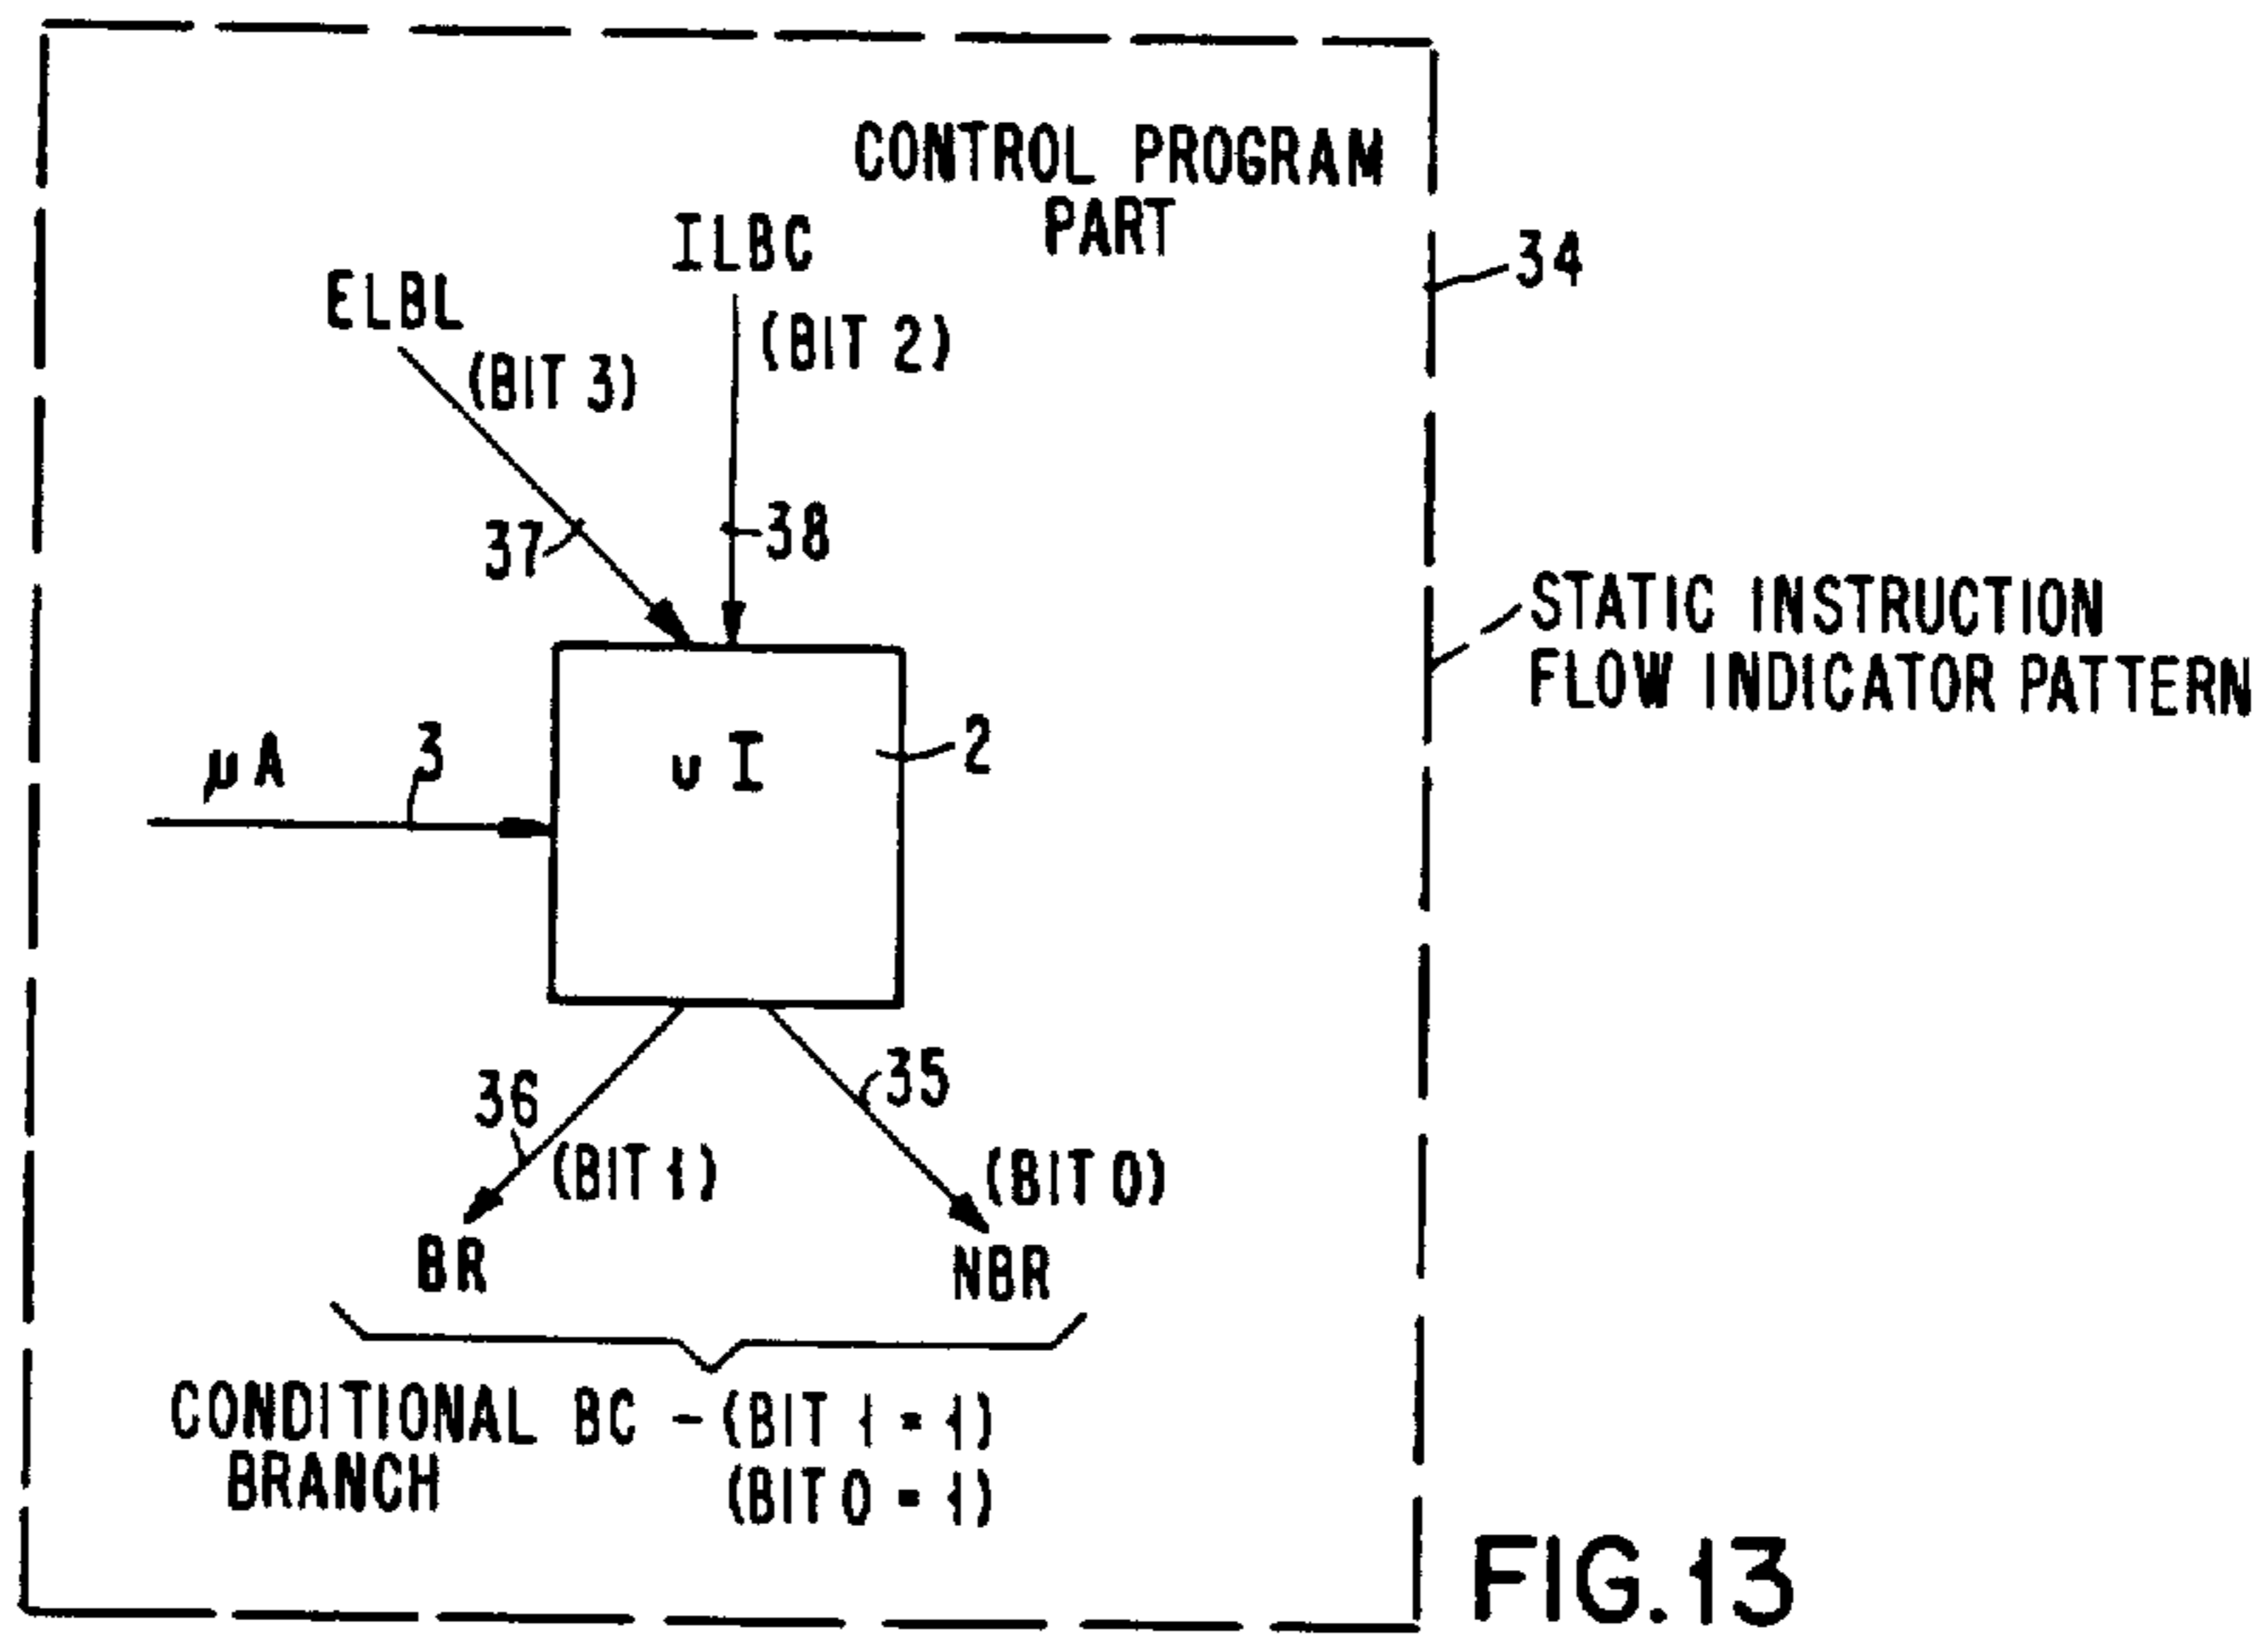 CONTROL PROGRAM
PART
ILBC
34
ELBL
(BIT 2)
(BIT 3)
37
38
STATIC INSTRUCTION
FLOW INDICATOR PATTERN
μA
3
υI
2
36
35
(BIT 1)
(BIT 0)
BR
NBR
CONDITIONAL BC - (BIT 1 = 1)
BRANCH (BIT 0 = 1)
FIG.13